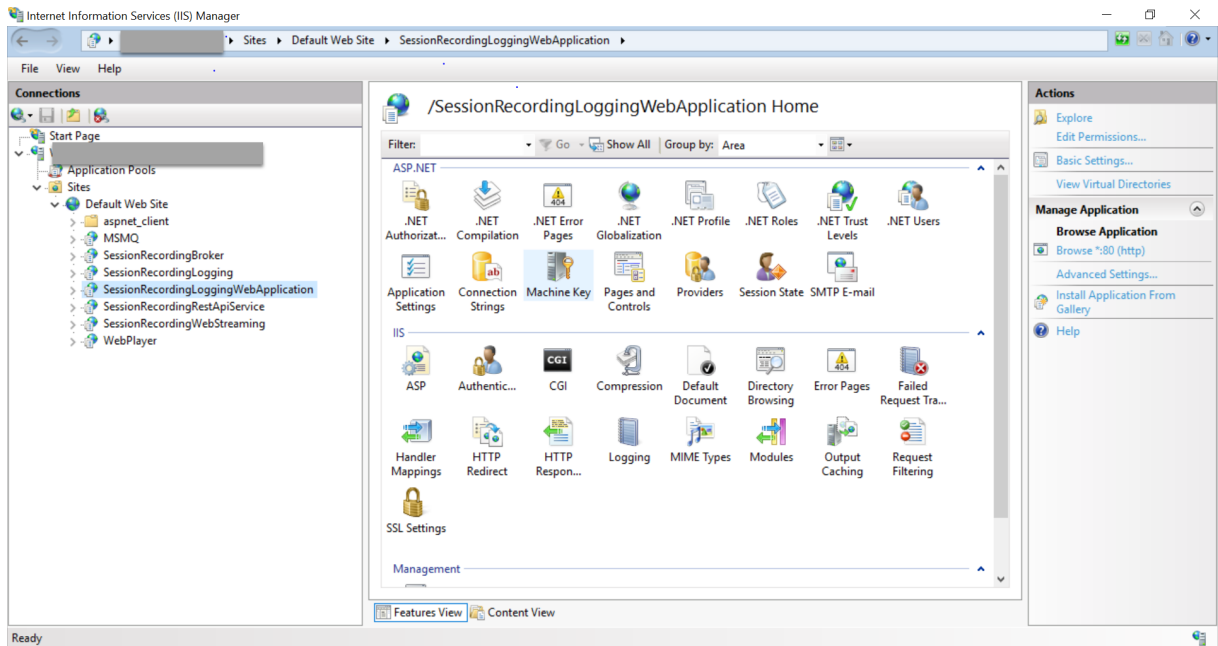 Internet Information Services (IIS) Manager
Sites Default Web Site SessionRecordingLoggingWebApplication
File View Help
Connections
Start Page
Application Pools
Sites
Default Web Site
aspnet_client
MSMQ
SessionRecordingBroker
SessionRecordingLogging
SessionRecordingLoggingWebApplication
SessionRecordingRestApiService
SessionRecordingWebStreaming
WebPlayer
/SessionRecordingLoggingWebApplication Home
Filter: Go Show All Group by: Area
ASP.NET
.NET Authorizat...
.NET Compilation
.NET Error Pages
.NET Globalization
.NET Profile
.NET Roles
.NET Trust Levels
.NET Users
Application Settings
Connection Strings
Machine Key
Pages and Controls
Providers
Session State
SMTP E-mail
IIS
ASP
Authentic...
CGI
CGI
Compression
Default Document
Directory Browsing
404
Error Pages
Failed Request Tra...
Handler Mappings
HTTP Redirect
HTTP Respon...
Logging
MIME Types
Modules
Output Caching
Request Filtering
SSL Settings
Management
Features View Content View
Actions
Explore
Edit Permissions...
Basic Settings...
View Virtual Directories
Manage Application
Browse Application
Browse *:80 (http)
Advanced Settings...
Install Application From
Gallery
Help
Ready